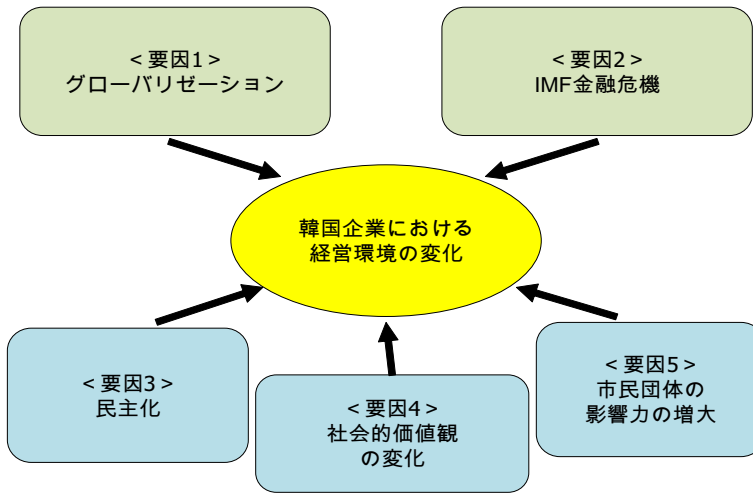 ＜要因1＞
グローバリゼーション
＜要因2＞
IMF金融危機
韓国企業における
経営環境の変化
＜要因3＞
民主化
＜要因4＞
社会的価値観
の変化
＜要因5＞
市民団体の
影響力の増大